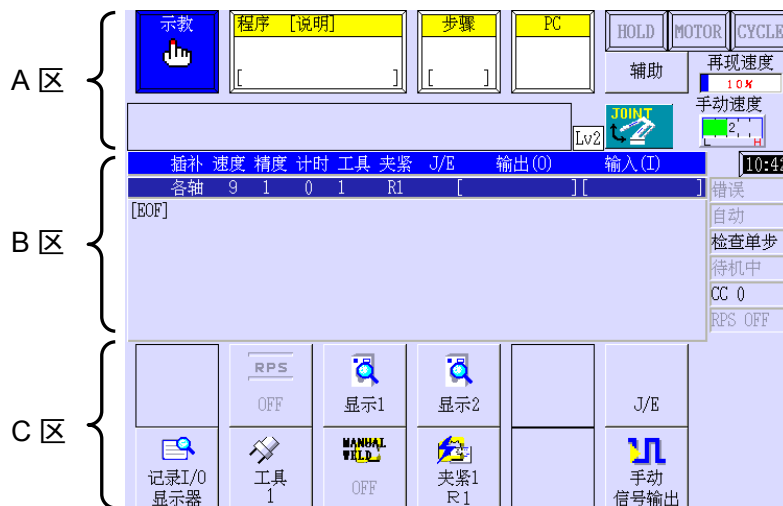 A 区
示教
程序 [说明]
步骤
PC
HOLD
MOTOR
CYCLE
[ ]
[ ]
辅助
再现速度
10%
手动速度
2
L H
Lv2
JOINT
B 区
插补 速度 精度 计时 工具 夹紧 J/E 输出(O) 输入(I)
10:42
各轴 9 1 0 1 R1 [ ][ ]
[EOF]
错误
自动
检查单步
待机中
CC 0
RPS OFF
C 区
RPS
OFF
显示1
显示2
J/E
记录I/O
显示器
工具
1
MANUAL
WELD
OFF
夹紧1
R1
手动
信号输出